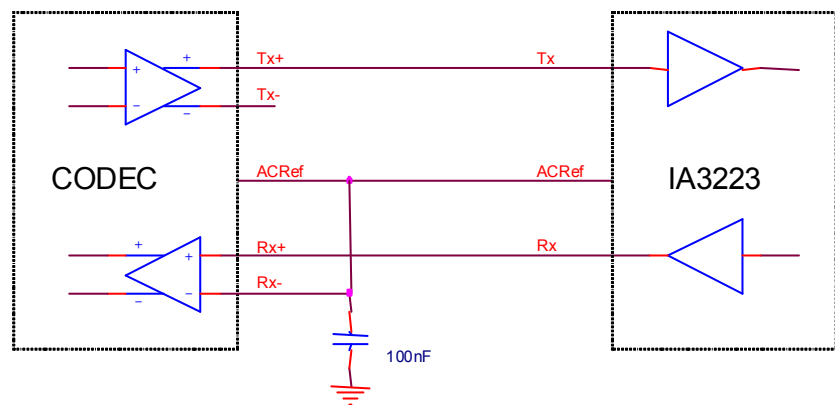 Tx+ Tx
Tx-
CODEC ACRef ACRef IA3223
Rx+ Rx
Rx-
100nF